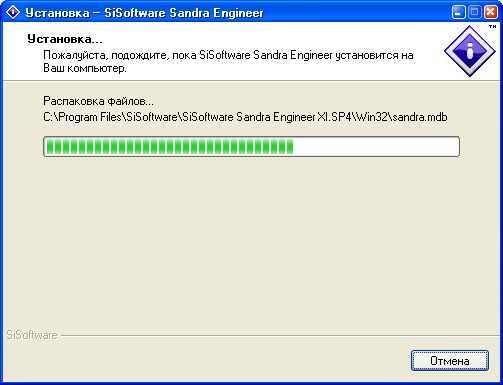 Установка – SiSoftware Sandra Engineer
Установка...
Пожалуйста, подождите, пока SiSoftware Sandra Engineer установится на
Ваш компьютер.
TM
Распаковка файлов...
C:\Program Files\SiSoftware\SiSoftware Sandra Engineer XI.SP4\Win32\sandra.mdb
SiSoftware
Отмена